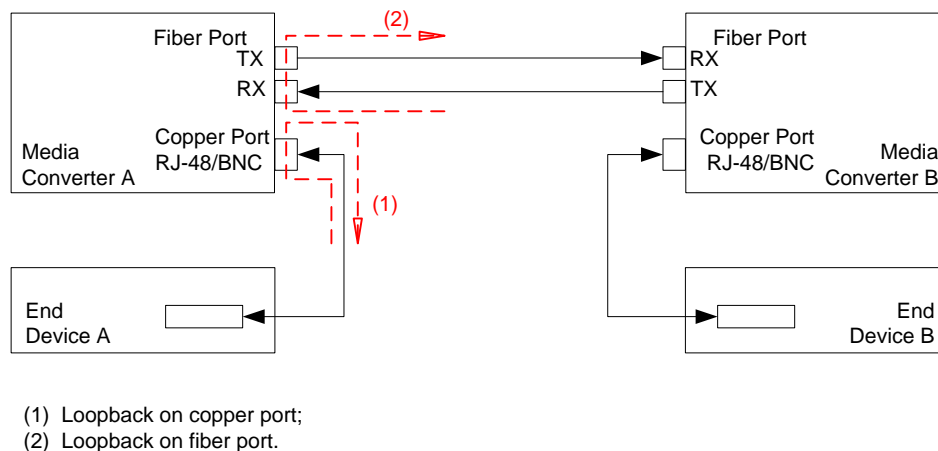 (2)
Fiber Port
TX
RX
Copper Port
RJ-48/BNC
Media
Converter A
(1)
Fiber Port
RX
TX
Copper Port
RJ-48/BNC
Media
Converter B
End
Device A
End
Device B
(1) Loopback on copper port;
(2) Loopback on fiber port.